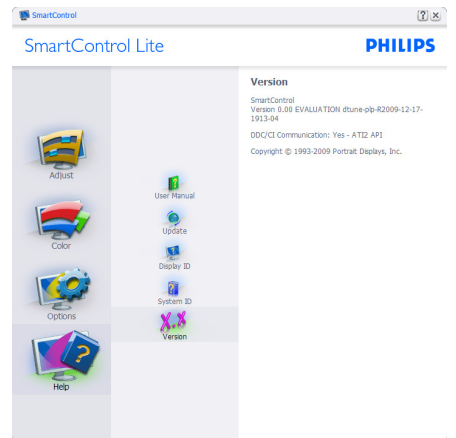 SmartControl
? x
SmartControl Lite
PHILIPS
Adjust
Color
Options
Help
User Manual
Update
Display ID
System ID
X.X
Version
Version
SmartControl
Version 0.00 EVALUATION dtune-plp-R2009-12-17-
1913-04
DDC/CI Communication: Yes - ATI2 API
Copyright © 1993-2009 Portrait Displays, Inc.